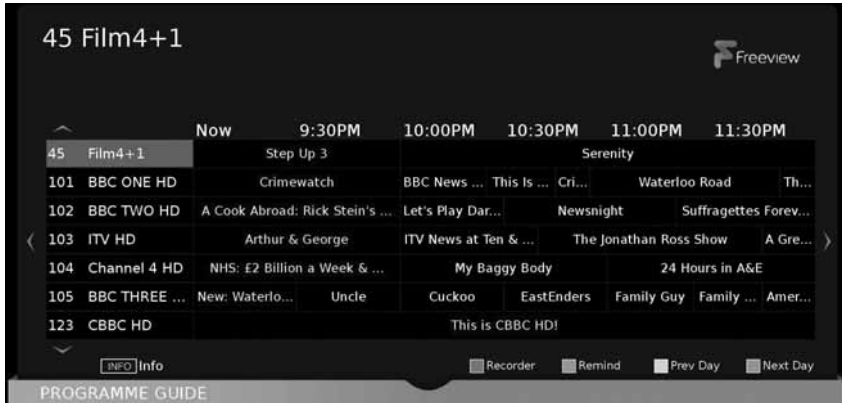 45 Film4+1
Freeview
Now 9:30PM 10:00PM 10:30PM 11:00PM 11:30PM
45 Film4+1 Step Up 3 Serenity
101 BBC ONE HD Crimewatch BBC News ... This Is ... Cri... Waterloo Road Th...
102 BBC TWO HD A Cook Abroad: Rick Stein's ... Let's Play Dar... Newsnight Suffragettes Forev...
103 ITV HD Arthur & George ITV News at Ten & ... The Jonathan Ross Show A Gre...
104 Channel 4 HD NHS: £2 Billion a Week & ... My Baggy Body 24 Hours in A&E
105 BBC THREE ... New: Waterlo... Uncle Cuckoo EastEnders Family Guy Family ... Amer...
123 CBBC HD This is CBBC HD!
INFO Info Recorder Remind Prev Day Next Day
PROGRAMME GUIDE